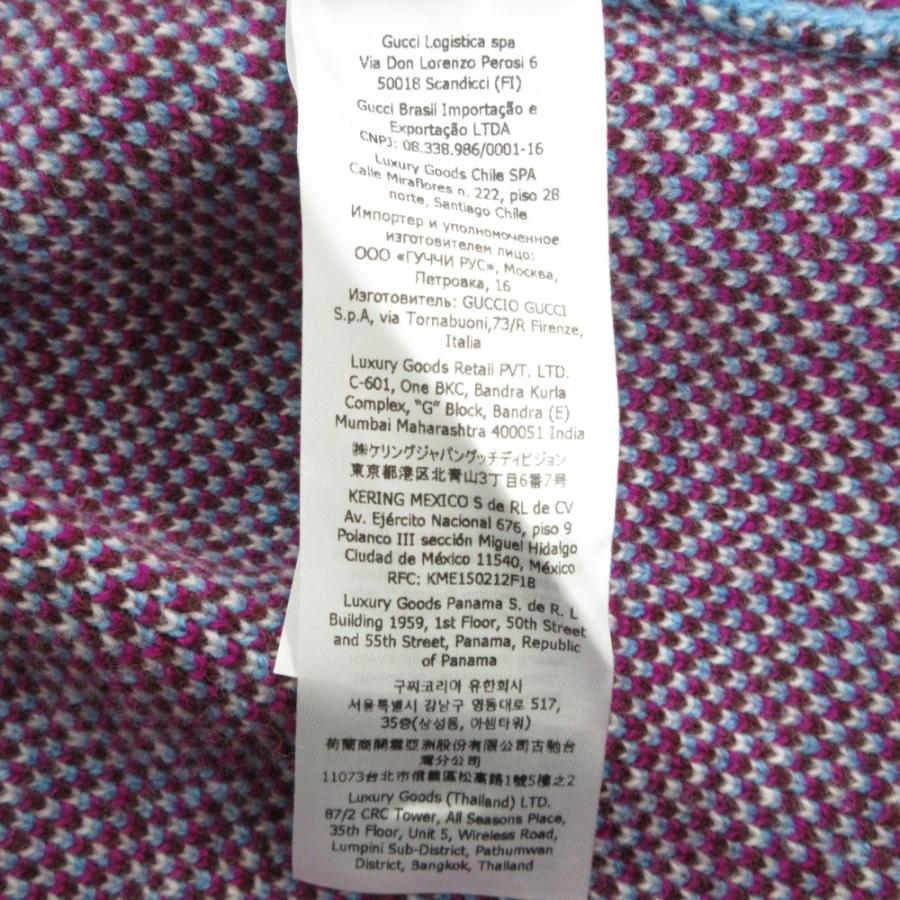 Gucci Logistica spa
Via Don Lorenzo Perosi 6
50018 Scandicci (FI)
Gucci Brasil Importação e
Exportação LTDA
CNPJ: 08.338.986/0001-16
Luxury Goods Chile SPA
Calle Miraflores n. 222, piso 28
norte, Santiago Chile
Импортер и уполномоченное
изготовителем лицо:
ООО «ГУЧЧИ РУС», Москва,
Петровка, 16
Изготовитель: GUCCIO GUCCI
S.p.A, via Tornabuoni,73/R Firenze,
Italia
Luxury Goods Retail PVT. LTD.
C-601, One BKC, Bandra Kurla
Complex, "G" Block, Bandra (E)
Mumbai Maharashtra 400051 India
㈱ケリングジャパングッチディビジョン
東京都港区北青山3丁目6番7号
KERING MEXICO S de RL de CV
Av. Ejército Nacional 676, piso 9
Polanco III sección Miguel Hidalgo
Ciudad de México 11540, México
RFC: KME150212F18
Luxury Goods Panama S. de R. L
Building 1959, 1st Floor, 50th Street
and 55th Street, Panama, Republic
of Panama
구찌코리아 유한회사
서울특별시 강남구 영동대로 517,
35층(삼성동, 아셈타워)
荷蘭商開雲亞洲股份有限公司古馳台
灣分公司
11073台北市信義區松高路1號5樓之2
Luxury Goods (Thailand) LTD.
87/2 CRC Tower, All Seasons Place,
35th Floor, Unit 5, Wireless Road,
Lumpini Sub-District, Pathumwan
District, Bangkok, Thailand